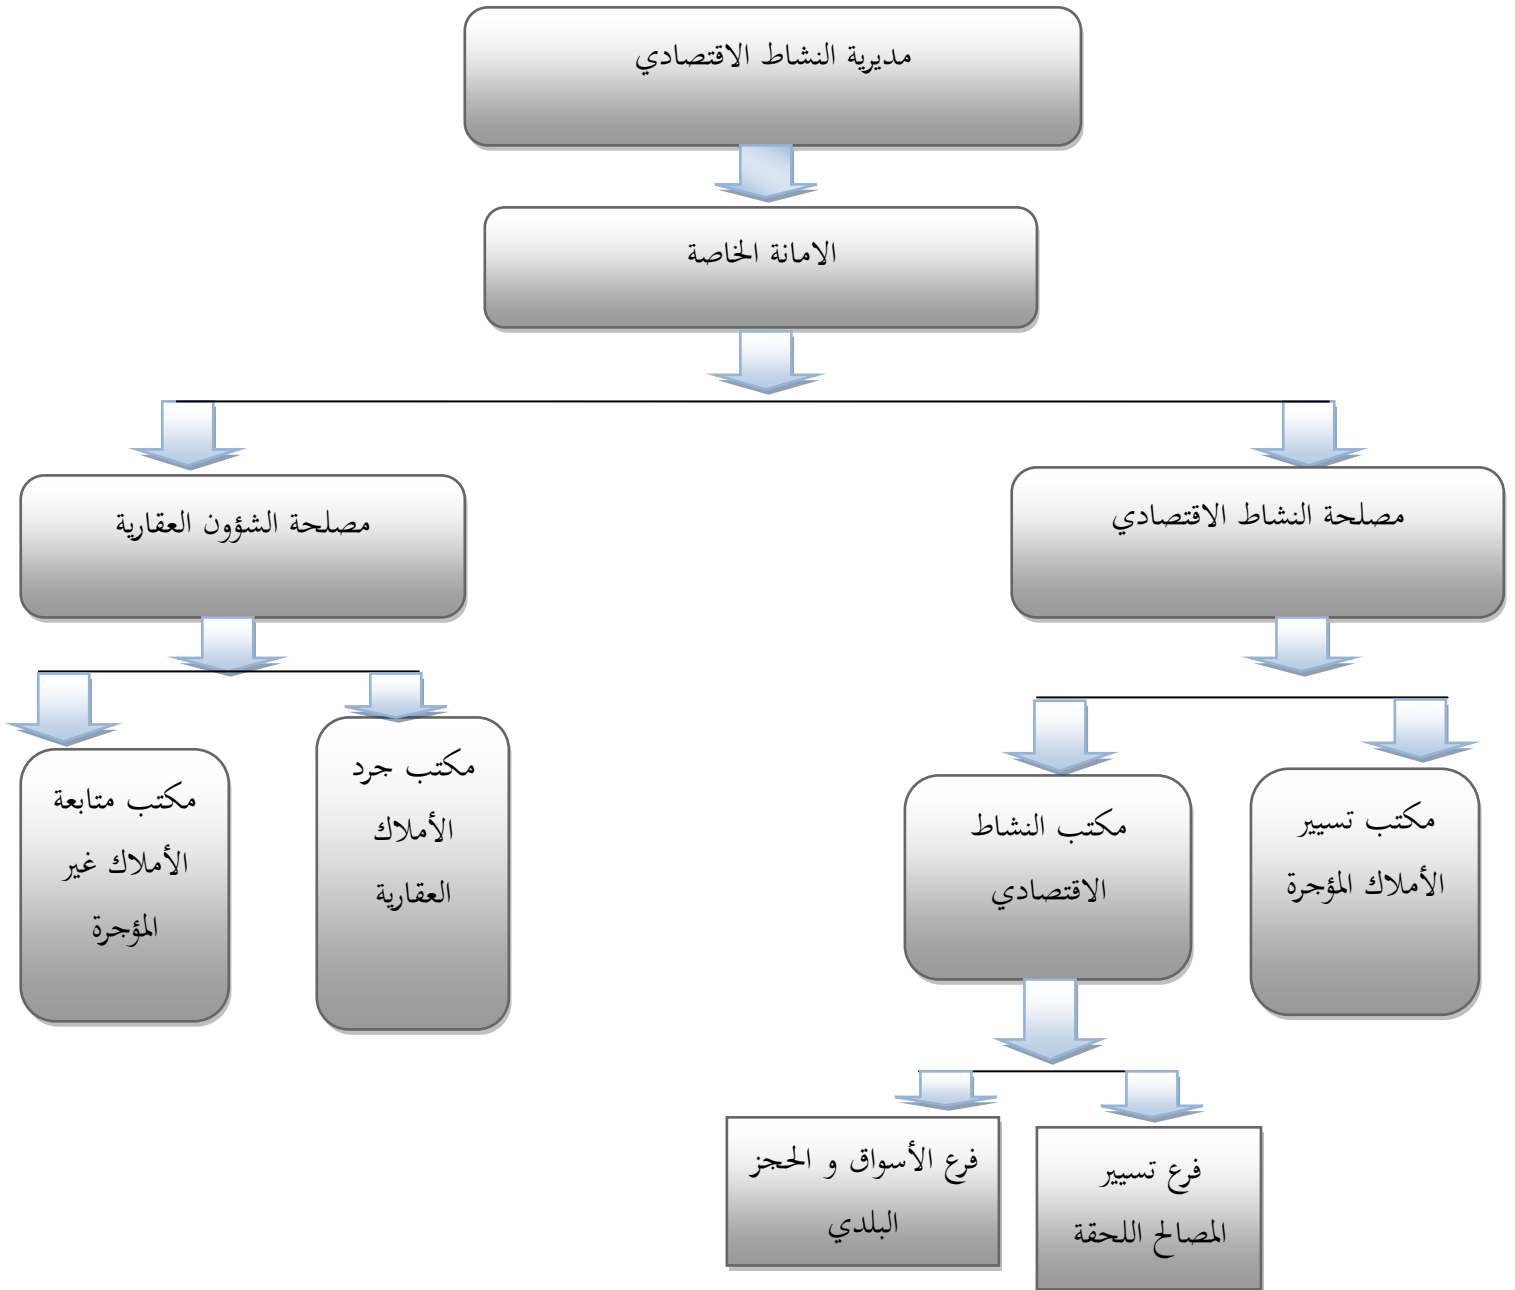 مديرية النشاط الاقتصادي
الامانة الخاصة
مصلحة النشاط الاقتصادي
مصلحة الشؤون العقارية
مكتب تسيير
الأملاك المؤجرة
مكتب النشاط
الاقتصادي
مكتب جرد
الأملاك
العقارية
مكتب متابعة
الأملاك غير
المؤجرة
فرع تسيير
المصالح اللحقة
فرع الأسواق و الحجز
البلدي